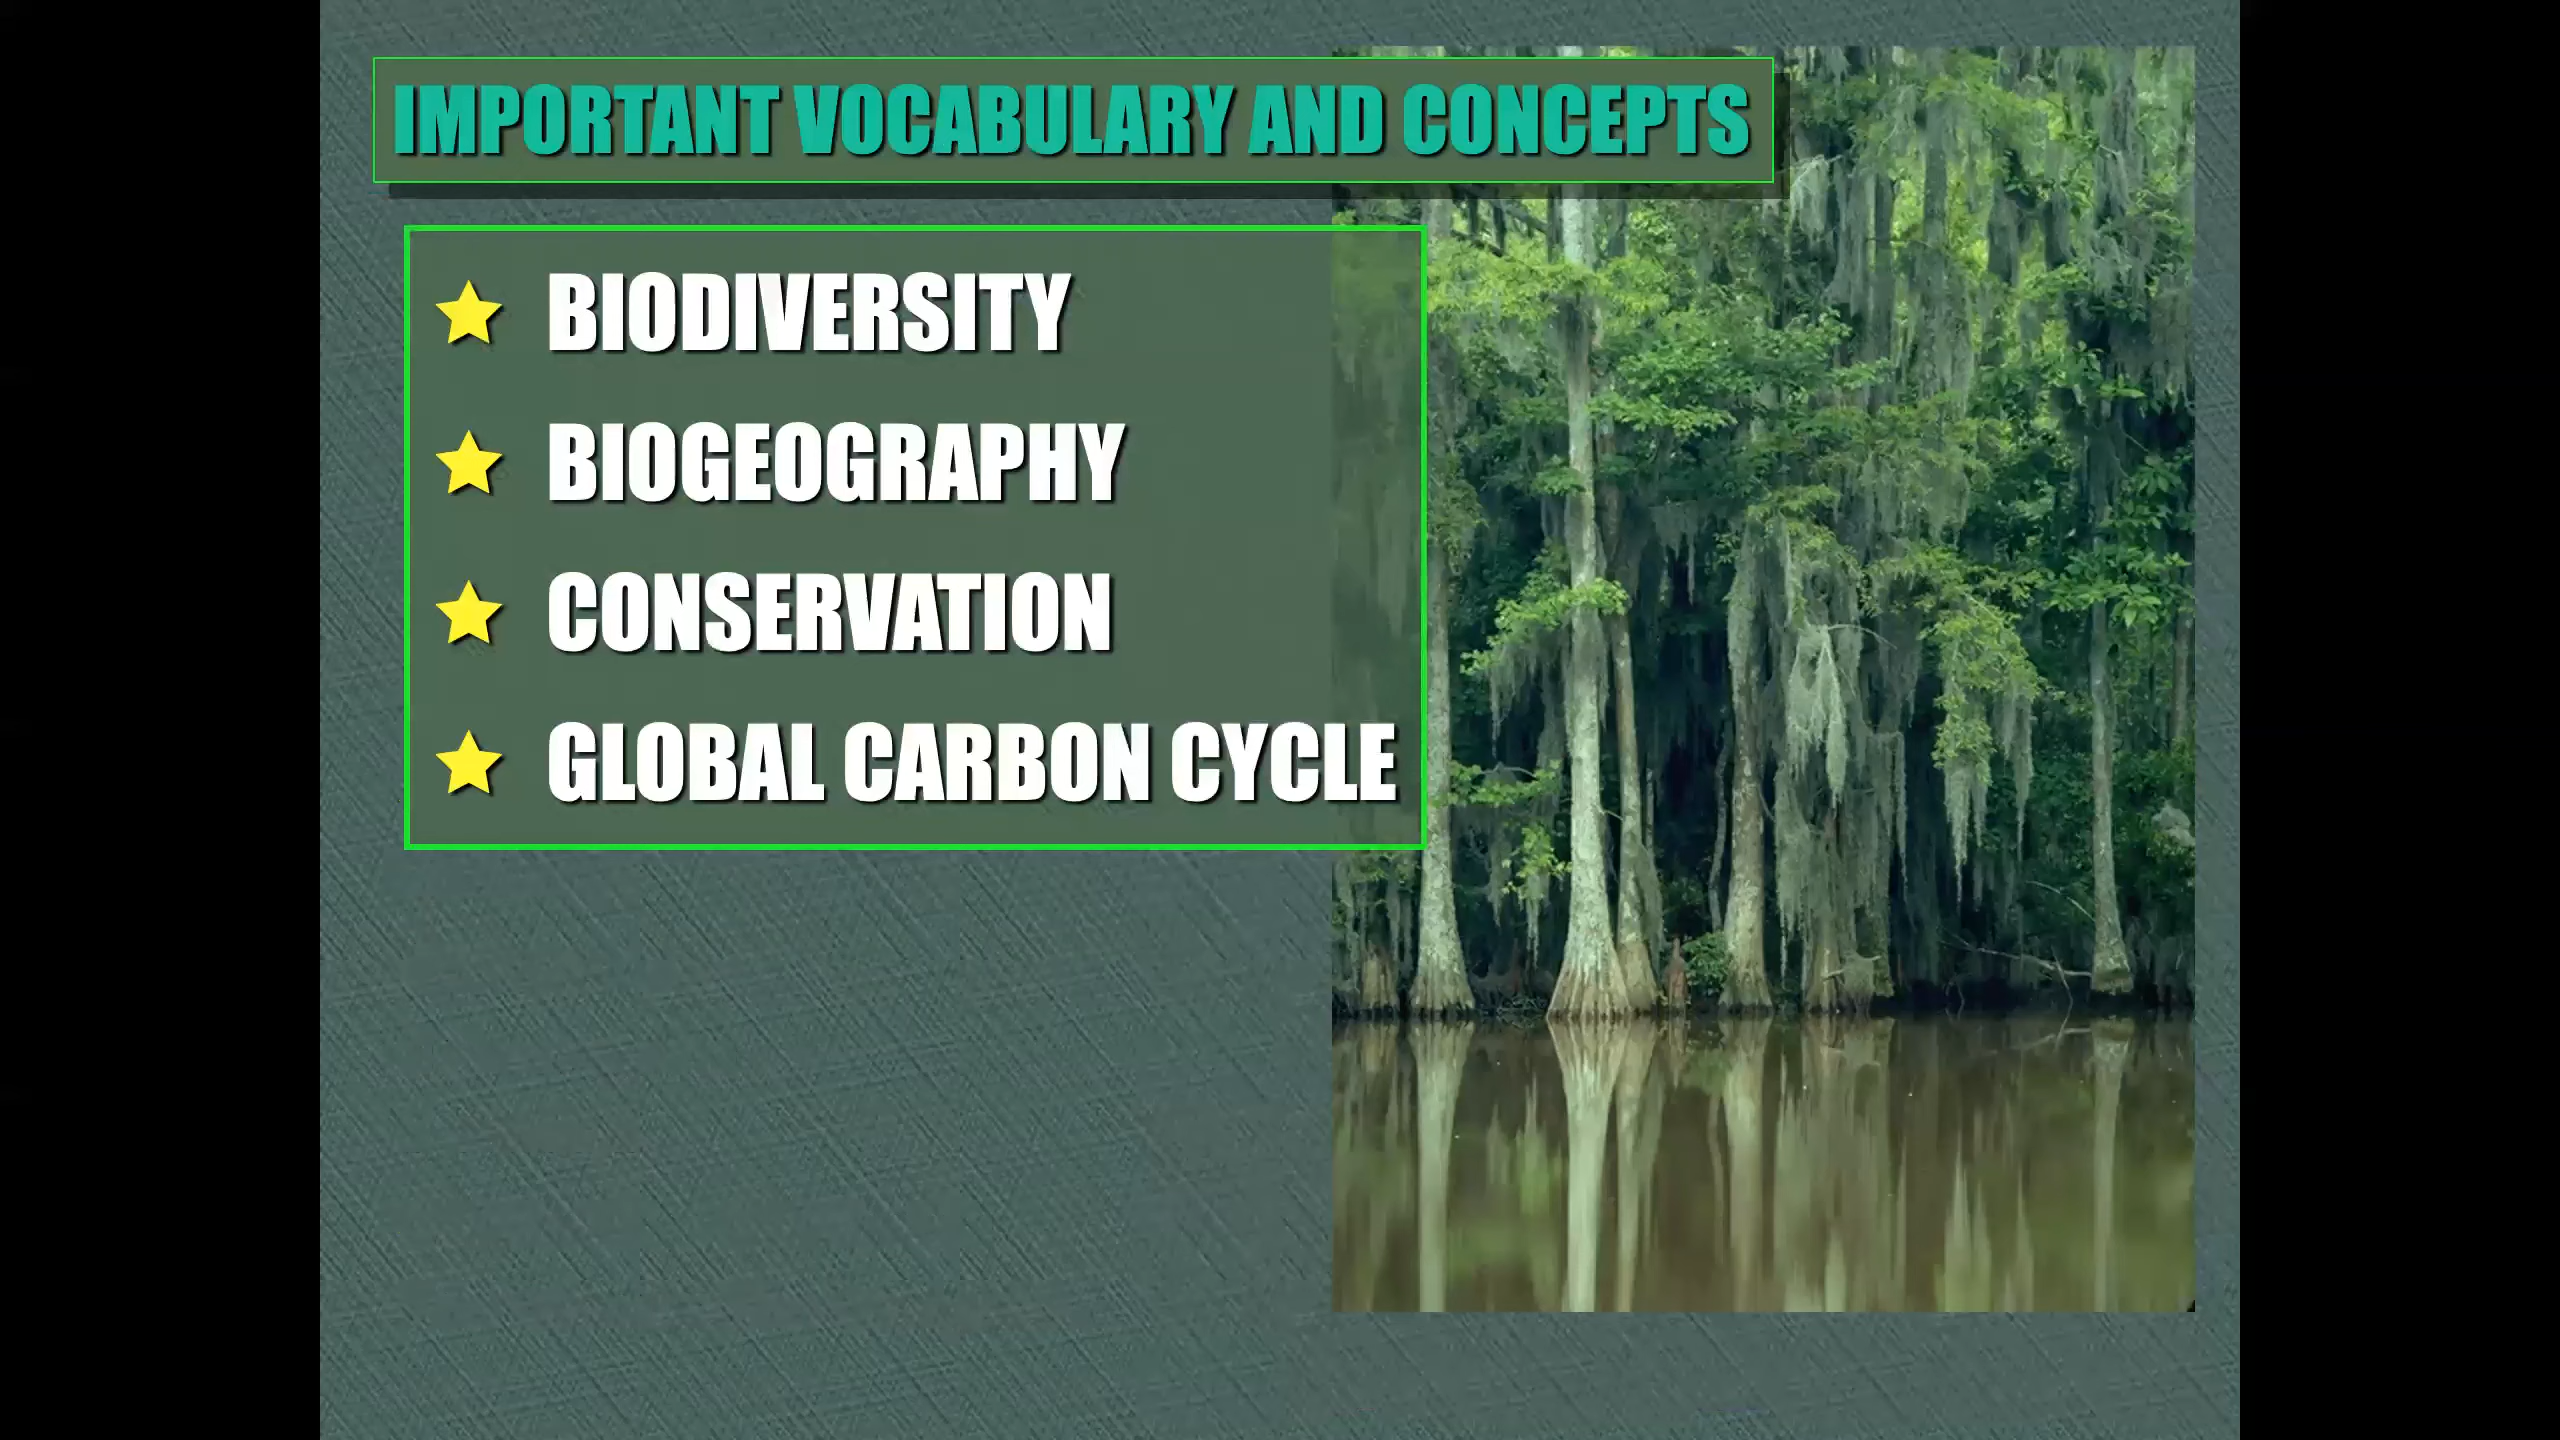 IMPORTANT VOCABULARY AND CONCEPTS
BIODIVERSITY
BIOGEOGRAPHY
CONSERVATION
GLOBAL CARBON CYCLE